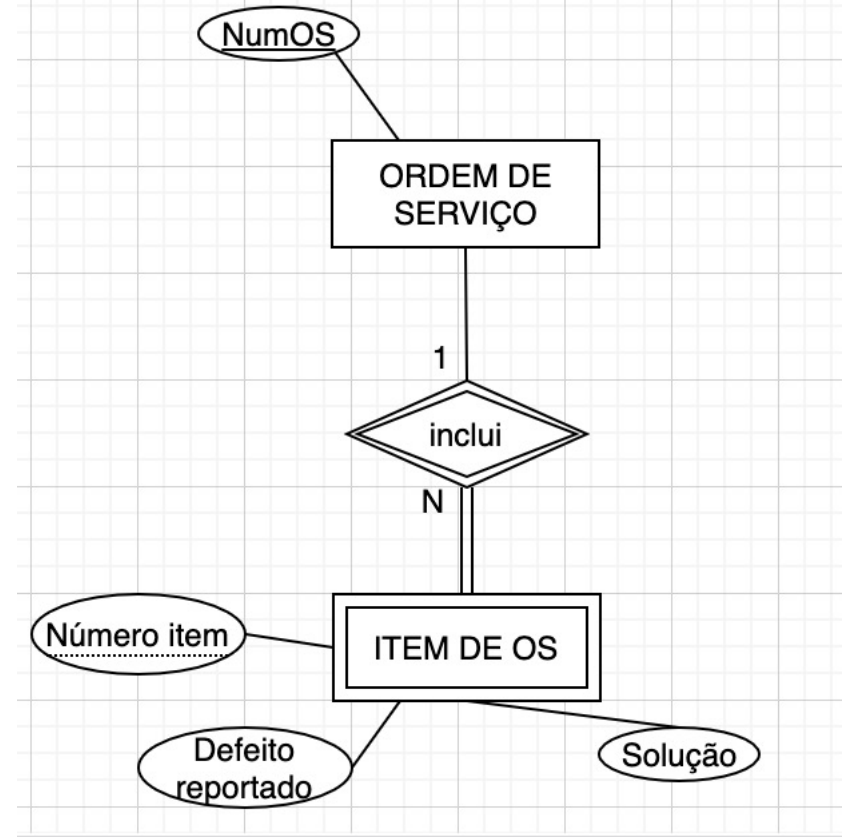 NumOS
ORDEM DE
SERVIÇO
1
inclui
N
Número item
ITEM DE OS
Defeito
reportado
Solução